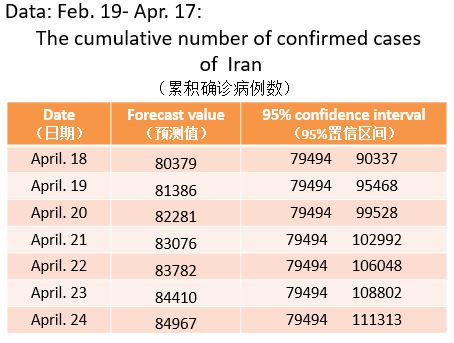 Data: Feb. 19- Apr. 17:
The cumulative number of confirmed cases
of Iran
（累积确诊病例数）
Date Forecast value 95% confidence interval
（日期） （预测值） （95%置信区间）
April. 18 80379 79494 90337
April. 19 81386 79494 95468
April. 20 82281 79494 99528
April. 21 83076 79494 102992
April. 22 83782 79494 106048
April. 23 84410 79494 108802
April. 24 84967 79494 111313